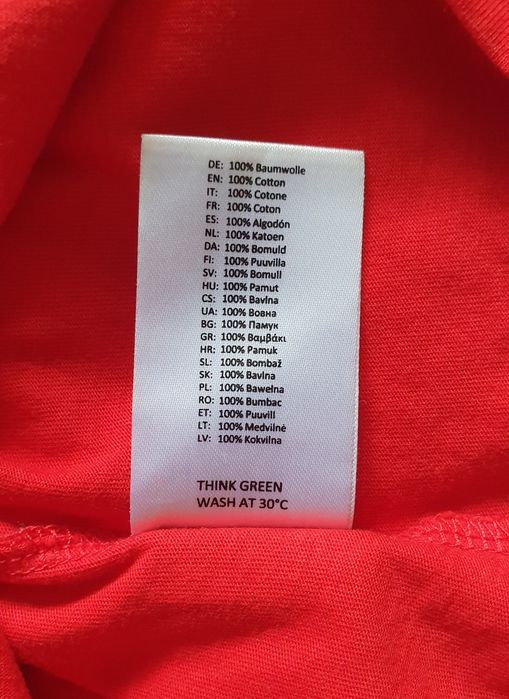 DE: 100% Baumwolle
EN: 100% Cotton
IT: 100% Cotone
FR: 100% Coton
ES: 100% Algodón
NL: 100% Katoen
DA: 100% Bomuld
FI: 100% Puuvilla
SV: 100% Bomull
HU: 100% Pamut
CS: 100% Bavlna
UA: 100% Вовна
BG: 100% Памук
GR: 100% Βαμβάκι
HR: 100% Pamuk
SL: 100% Bombaž
SK: 100% Bavlna
PL: 100% Bawełna
RO: 100% Bumbac
ET: 100% Puuvill
LT: 100% Medvilnė
LV: 100% Kokvilna
THINK GREEN
WASH AT 30°C